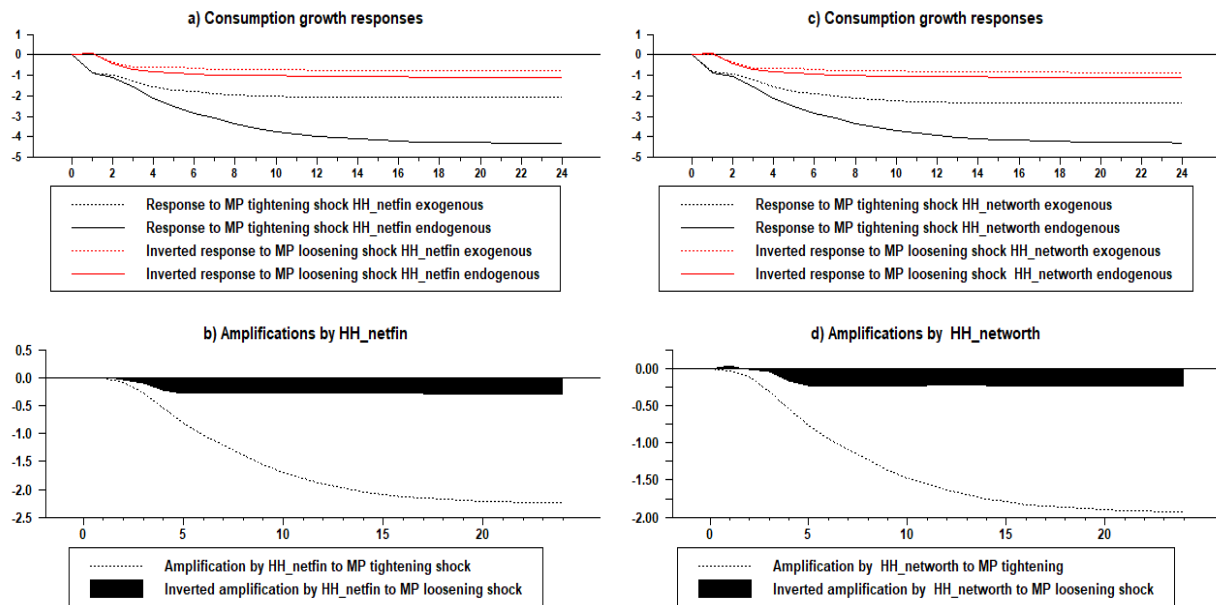 a) Consumption growth responses
1
0
-1
-2
-3
-4
-5
0 2 4 6 8 10 12 14 16 18 20 22 24
Response to MP tightening shock HH_netfin exogenous
Response to MP tightening shock HH_netfin endogenous
Inverted response to MP loosening shock HH_netfin exogenous
Inverted response to MP loosening shock HH_netfin endogenous
c) Consumption growth responses
1
0
-1
-2
-3
-4
-5
0 2 4 6 8 10 12 14 16 18 20 22 24
Response to MP tightening shock HH_networth exogenous
Response to MP tightening shock HH_networth endogenous
Inverted response to MP loosening shock HH_networth exogenous
Inverted response to MP loosening shock HH_networth endogenous
b) Amplifications by HH_netfin
0.5
0.0
-0.5
-1.0
-1.5
-2.0
-2.5
0 5 10 15 20
Amplification by HH_netfin to MP tightening shock
Inverted amplification by HH_netfin to MP loosening shock
d) Amplifications by HH_networth
0.00
-0.50
-1.00
-1.50
-2.00
0 5 10 15 20
Amplification by HH_networth to MP tightening
Inverted amplification by HH_networth to MP loosening shock